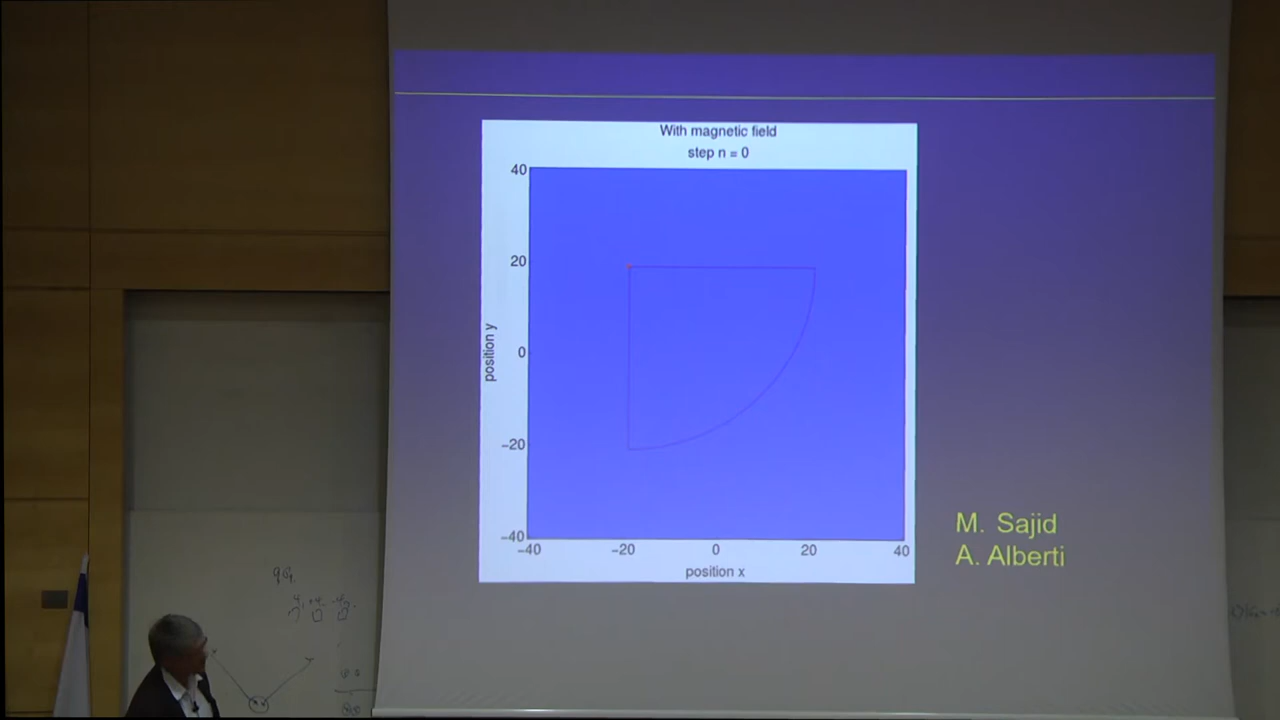 With magnetic field
step n = 0
40
20
0
−20
−40
position y
−40
−20
0
20
40
position x
M. Sajid
A. Alberti